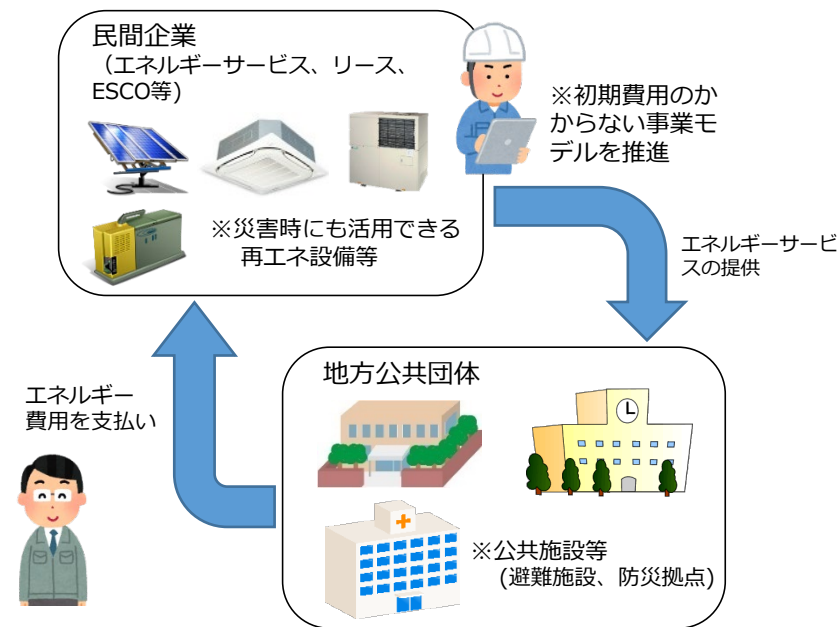 民間企業
（エネルギーサービス、リース、
ESCO等）
※初期費用のか
からない事業モ
デルを推進
※災害時にも活用できる
再エネ設備等
エネルギーサービ
スの提供
地方公共団体
エネルギー
費用を支払い
※公共施設等
(避難施設、防災拠点)